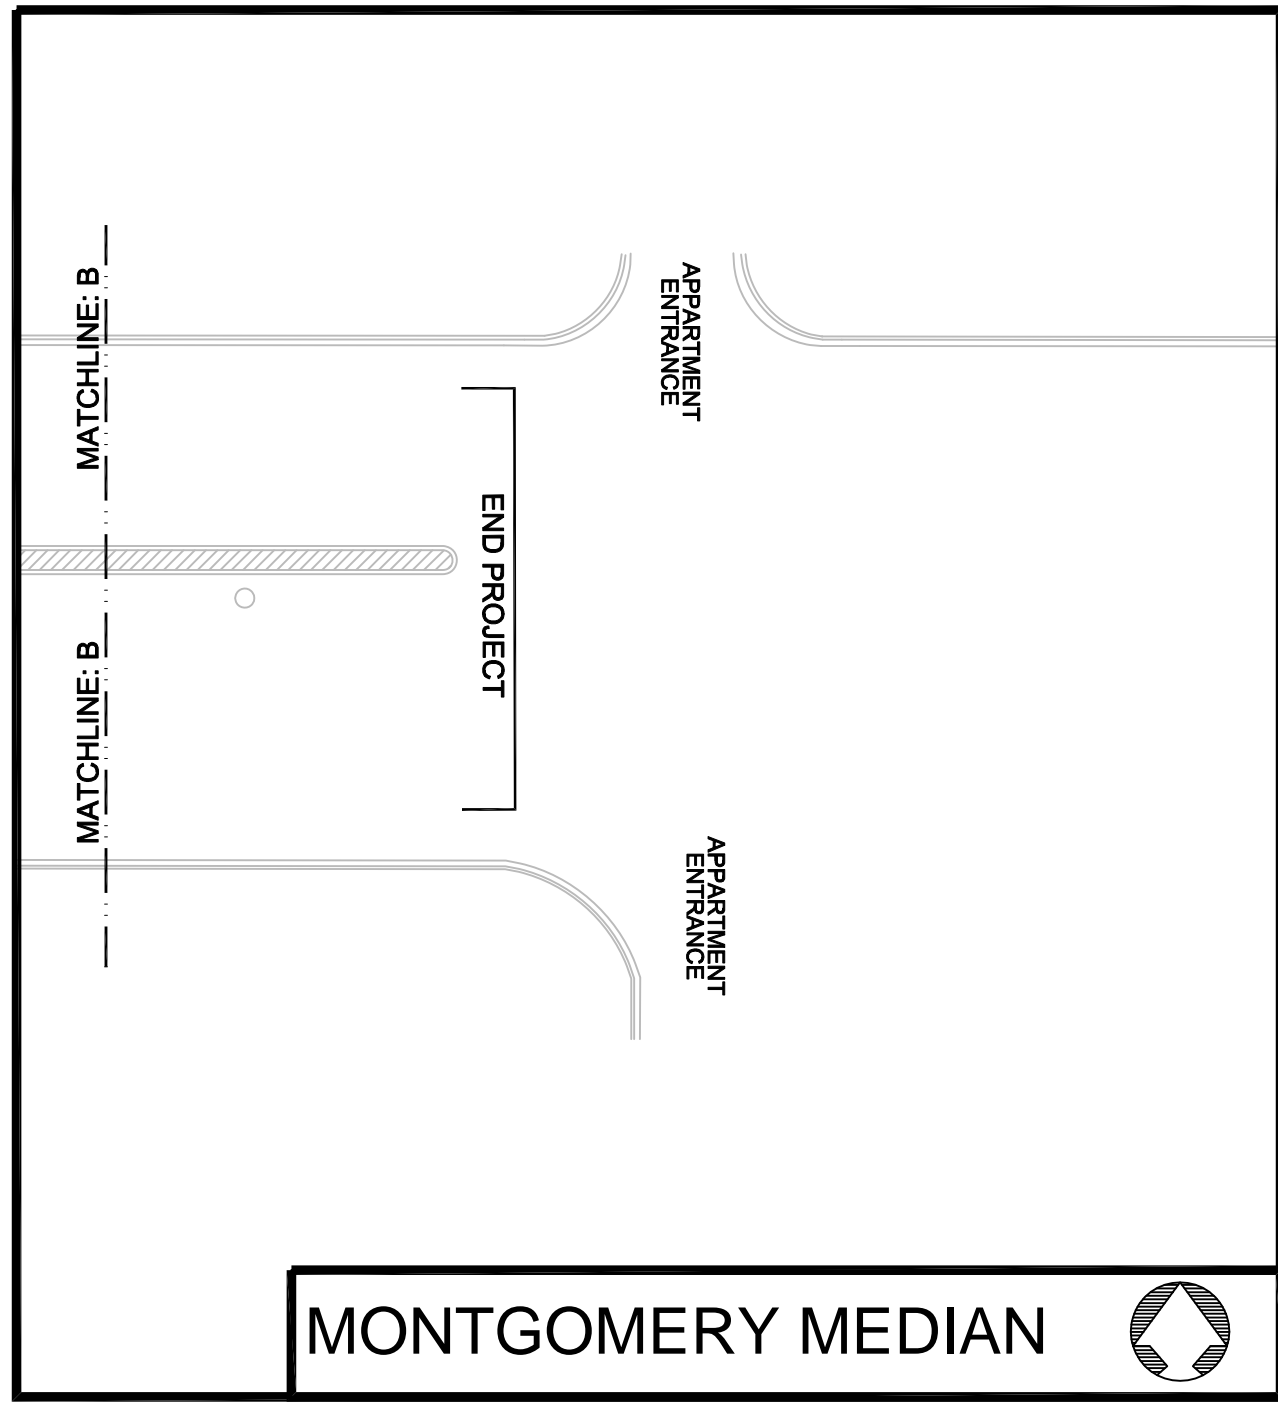 MATCHLINE: B
APPARTMENT
ENTRANCE
END PROJECT
MATCHLINE: B
APPARTMENT
ENTRANCE
MONTGOMERY MEDIAN